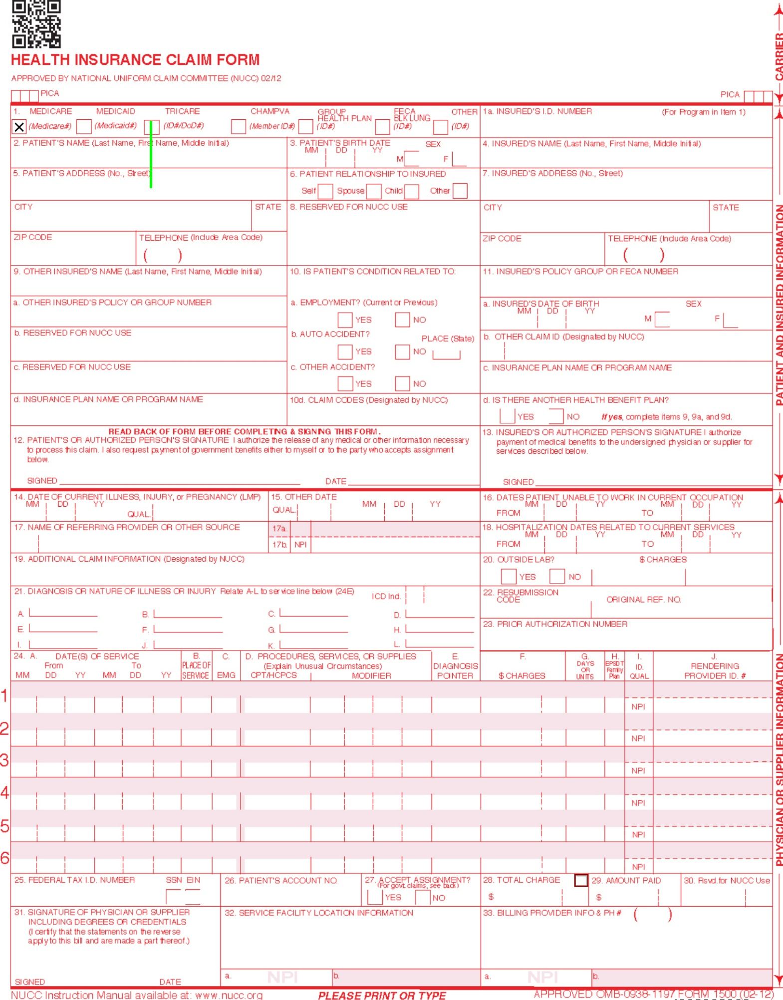 HEALTH INSURANCE CLAIM FORM
APPROVED BY NATIONAL UNIFORM CLAIM COMMITTEE (NUCC) 02/12
PICA
PICA
CARRIER
1. MEDICARE MEDICAID TRICARE CHAMPVA GROUP HEALTH PLAN FECA BLK LUNG OTHER
X (Medicare#) (Medicaid#) (ID#/DoD#) (Member ID#) (ID#) (ID#) (ID#)
1a. INSURED'S I.D. NUMBER (For Program in Item 1)
2. PATIENT'S NAME (Last Name, First Name, Middle Initial)
3. PATIENT'S BIRTH DATE SEX
MM DD YY M F
4. INSURED'S NAME (Last Name, First Name, Middle Initial)
5. PATIENT'S ADDRESS (No., Street)
6. PATIENT RELATIONSHIP TO INSURED
Self Spouse Child Other
7. INSURED'S ADDRESS (No., Street)
CITY STATE
8. RESERVED FOR NUCC USE
CITY STATE
ZIP CODE TELEPHONE (Include Area Code)
( )
ZIP CODE TELEPHONE (Include Area Code)
( )
9. OTHER INSURED'S NAME (Last Name, First Name, Middle Initial)
10. IS PATIENT'S CONDITION RELATED TO:
11. INSURED'S POLICY GROUP OR FECA NUMBER
a. OTHER INSURED'S POLICY OR GROUP NUMBER
a. EMPLOYMENT? (Current or Previous)
YES NO
a. INSURED'S DATE OF BIRTH SEX
MM DD YY M F
b. RESERVED FOR NUCC USE
b. AUTO ACCIDENT? PLACE (State)
YES NO
b. OTHER CLAIM ID (Designated by NUCC)
c. RESERVED FOR NUCC USE
c. OTHER ACCIDENT?
YES NO
c. INSURANCE PLAN NAME OR PROGRAM NAME
d. INSURANCE PLAN NAME OR PROGRAM NAME
10d. CLAIM CODES (Designated by NUCC)
d. IS THERE ANOTHER HEALTH BENEFIT PLAN?
YES NO If yes, complete items 9, 9a, and 9d.
READ BACK OF FORM BEFORE COMPLETING & SIGNING THIS FORM.
12. PATIENT'S OR AUTHORIZED PERSON'S SIGNATURE I authorize the release of any medical or other information necessary
to process this claim. I also request payment of government benefits either to myself or to the party who accepts assignment
below.
SIGNED DATE
13. INSURED'S OR AUTHORIZED PERSON'S SIGNATURE I authorize
payment of medical benefits to the undersigned physician or supplier for
services described below.
SIGNED
PATIENT AND INSURED INFORMATION
14. DATE OF CURRENT ILLNESS, INJURY, or PREGNANCY (LMP)
MM DD YY QUAL.
15. OTHER DATE
QUAL. MM DD YY
16. DATES PATIENT UNABLE TO WORK IN CURRENT OCCUPATION
MM DD YY MM DD YY
FROM TO
17. NAME OF REFERRING PROVIDER OR OTHER SOURCE
17a.
17b. NPI
18. HOSPITALIZATION DATES RELATED TO CURRENT SERVICES
MM DD YY MM DD YY
FROM TO
19. ADDITIONAL CLAIM INFORMATION (Designated by NUCC)
20. OUTSIDE LAB? $ CHARGES
YES NO
21. DIAGNOSIS OR NATURE OF ILLNESS OR INJURY Relate A-L to service line below (24E) ICD Ind.
A. B. C. D.
E. F. G. H.
I. J. K. L.
22. RESUBMISSION CODE ORIGINAL REF. NO.
23. PRIOR AUTHORIZATION NUMBER
24. A. DATE(S) OF SERVICE B. C. D. PROCEDURES, SERVICES, OR SUPPLIES E. F. G. H. I. J.
From To PLACE OF (Explain Unusual Circumstances) DIAGNOSIS DAYS OR EPSDT Family ID. RENDERING
MM DD YY MM DD YY SERVICE EMG CPT/HCPCS MODIFIER POINTER $ CHARGES UNITS Plan QUAL. PROVIDER ID. #
1
NPI
2
NPI
3
NPI
4
NPI
5
NPI
6
NPI
25. FEDERAL TAX I.D. NUMBER SSN EIN
26. PATIENT'S ACCOUNT NO.
27. ACCEPT ASSIGNMENT?
(For govt. claims, see back)
YES NO
28. TOTAL CHARGE
$
29. AMOUNT PAID
$
30. Rsvd.for NUCC Use
31. SIGNATURE OF PHYSICIAN OR SUPPLIER
INCLUDING DEGREES OR CREDENTIALS
(I certify that the statements on the reverse
apply to this bill and are made a part thereof.)
SIGNED DATE
32. SERVICE FACILITY LOCATION INFORMATION
a. NPI b.
33. BILLING PROVIDER INFO & PH # ( )
a. NPI b.
PHYSICIAN OR SUPPLIER INFORMATION
NUCC Instruction Manual available at: www.nucc.org
PLEASE PRINT OR TYPE
APPROVED OMB-0938-1197 FORM 1500 (02-12)